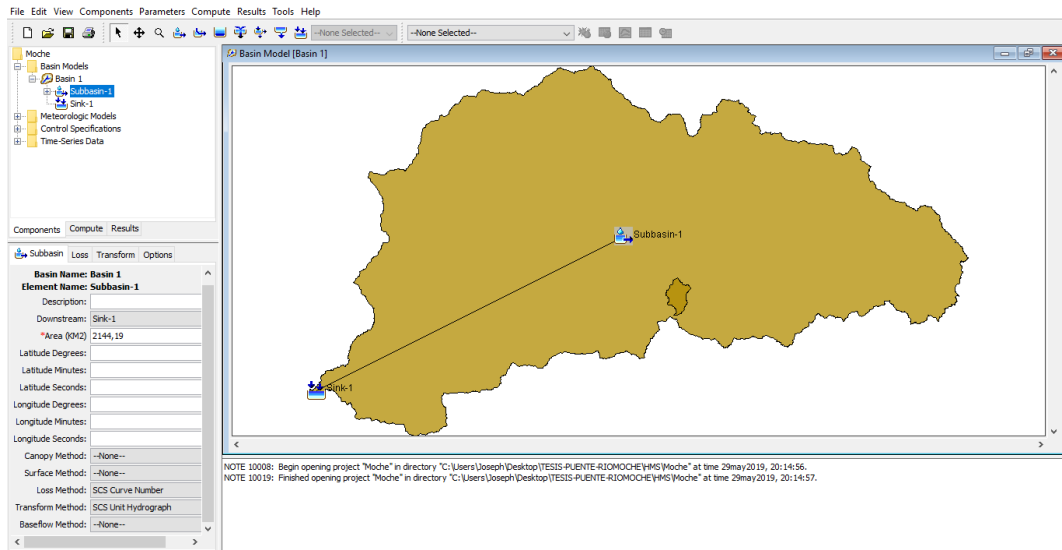 File Edit View Components Parameters Compute Results Tools Help
--None Selected-- --None Selected--
Moche
Basin Models
Basin 1
Subbasin-1
Sink-1
Meteorologic Models
Control Specifications
Time-Series Data
Components Compute Results
Subbasin Loss Transform Options
Basin Name: Basin 1
Element Name: Subbasin-1
Description:
Downstream: Sink-1
*Area (KM2) 2144,19
Latitude Degrees:
Latitude Minutes:
Latitude Seconds:
Longitude Degrees:
Longitude Minutes:
Longitude Seconds:
Canopy Method: --None--
Surface Method: --None--
Loss Method: SCS Curve Number
Transform Method: SCS Unit Hydrograph
Baseflow Method: --None--
Basin Model [Basin 1]
Subbasin-1
Sink-1
NOTE 10008: Begin opening project "Moche" in directory "C:\Users\Joseph\Desktop\TESIS-PUENTE-RIOMOCHE\HMS\Moche" at time 29may2019, 20:14:56.
NOTE 10019: Finished opening project "Moche" in directory "C:\Users\Joseph\Desktop\TESIS-PUENTE-RIOMOCHE\HMS\Moche" at time 29may2019, 20:14:57.